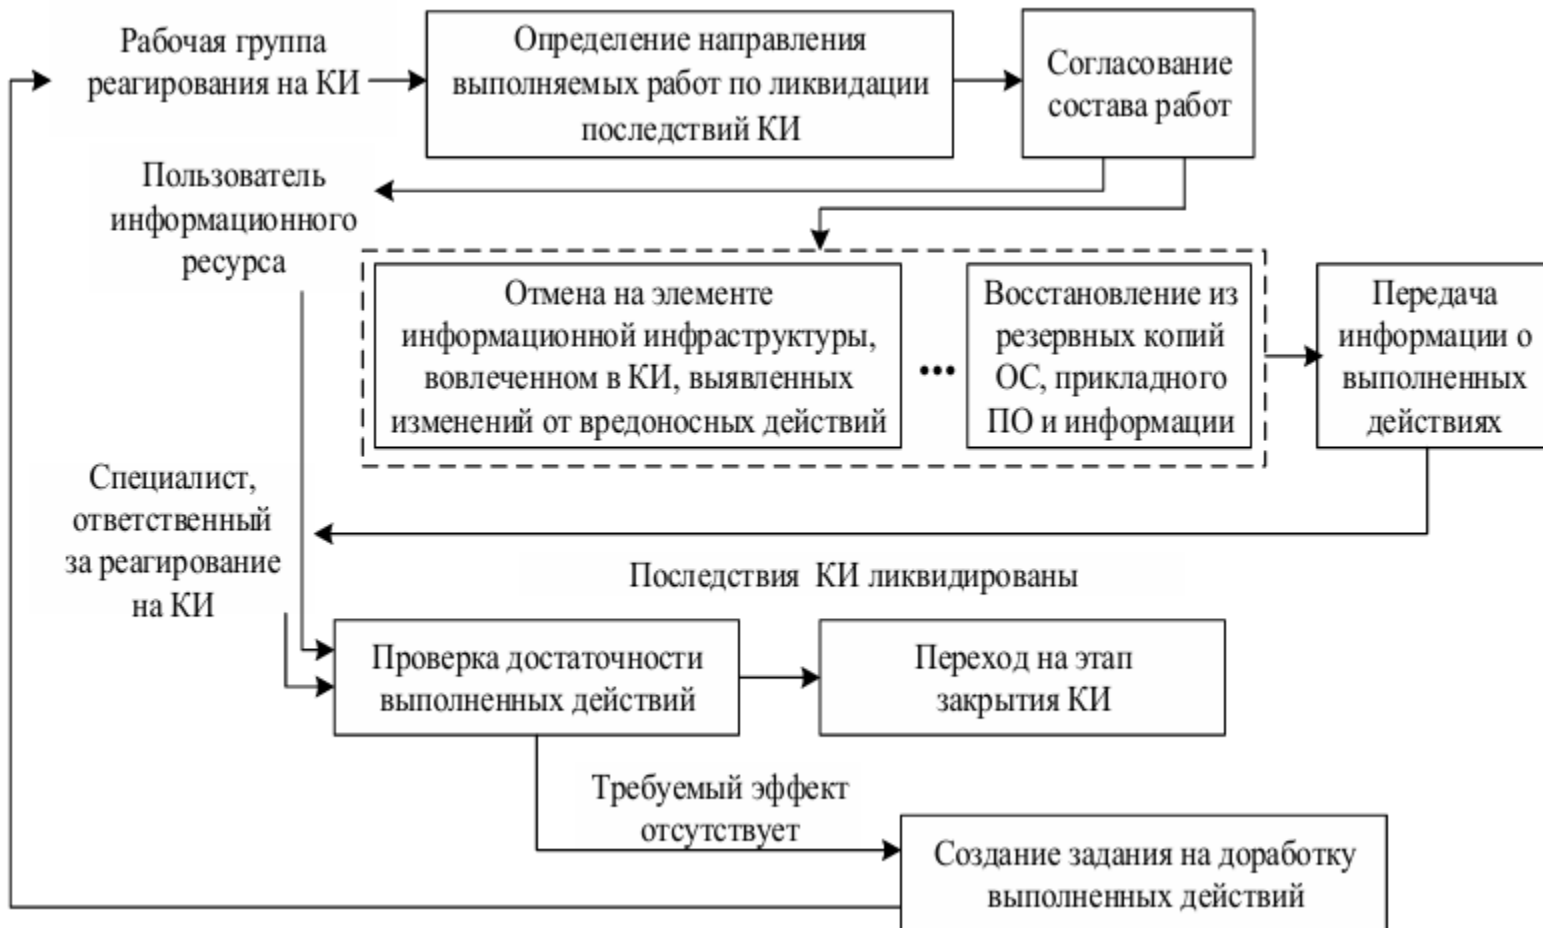 Рабочая группа
реагирования на КИ
Определение направления
выполняемых работ по ликвидации
последствий КИ
Согласование
состава работ
Пользователь
информационного
ресурса
Отмена на элементе
информационной инфраструктуры,
вовлеченном в КИ, выявленных
изменений от вредоносных действий
...
Восстановление из
резервных копий
ОС, прикладного
ПО и информации
Передача
информации о
выполненных
действиях
Специалист,
ответственный
за реагирование
на КИ
Последствия КИ ликвидированы
Проверка достаточности
выполненных действий
Переход на этап
закрытия КИ
Требуемый эффект
отсутствует
Создание задания на доработку
выполненных действий